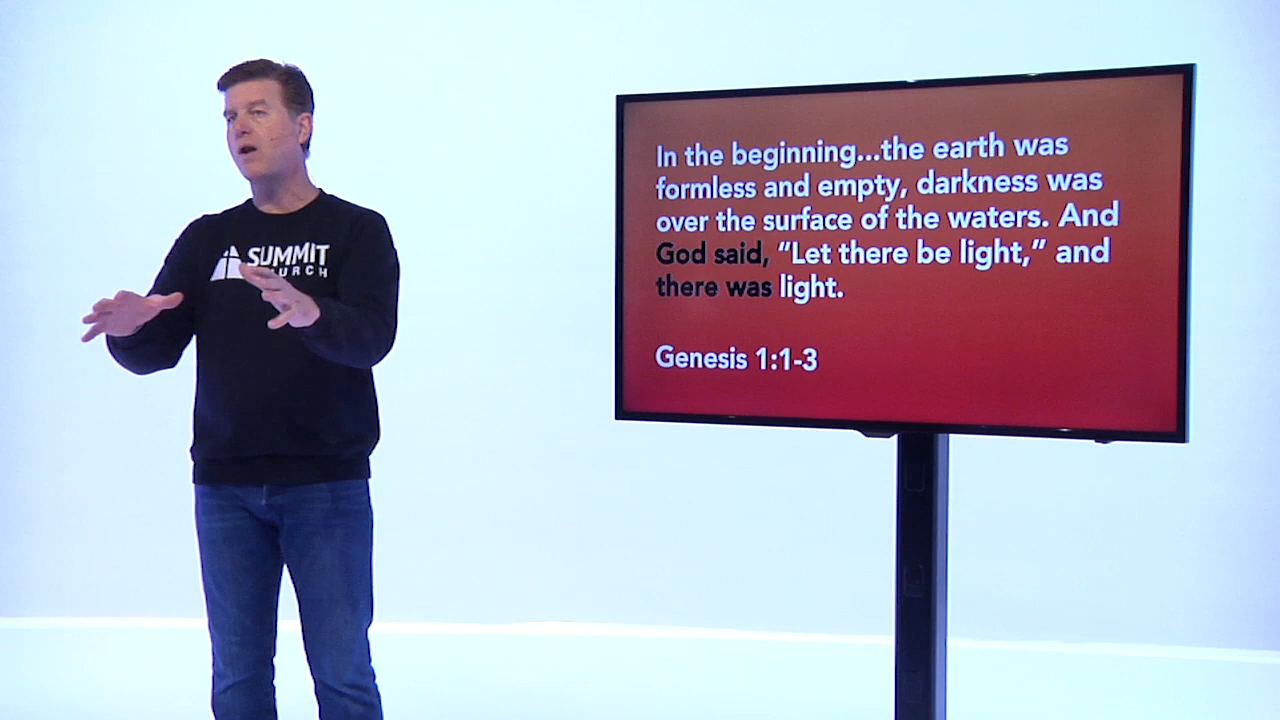 SUMMIT
CHURCH
In the beginning...the earth was
formless and empty, darkness was
over the surface of the waters. And
God said, “Let there be light,” and
there was light.
Genesis 1:1-3